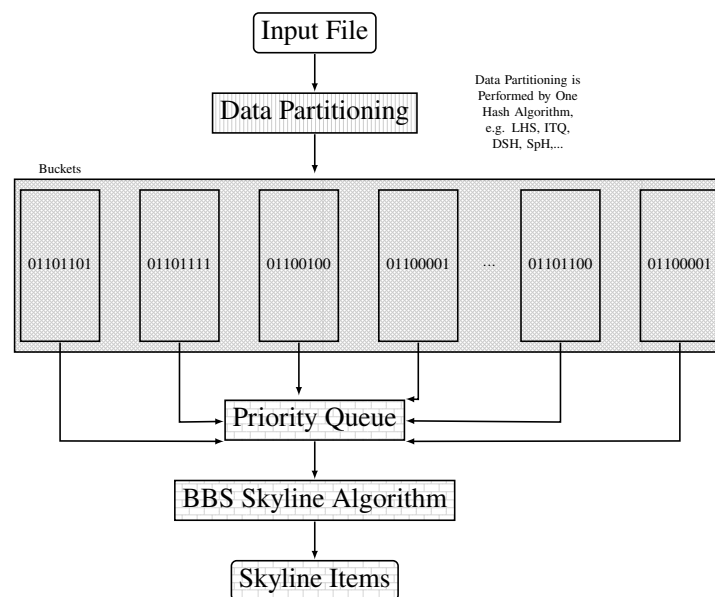 Input File
Data Partitioning
Data Partitioning is
Performed by One
Hash Algorithm,
e.g. LHS, ITQ,
DSH, SpH,...
Buckets
01101101
01101111
01100100
01100001
...
01101100
01100001
Priority Queue
BBS Skyline Algorithm
Skyline Items